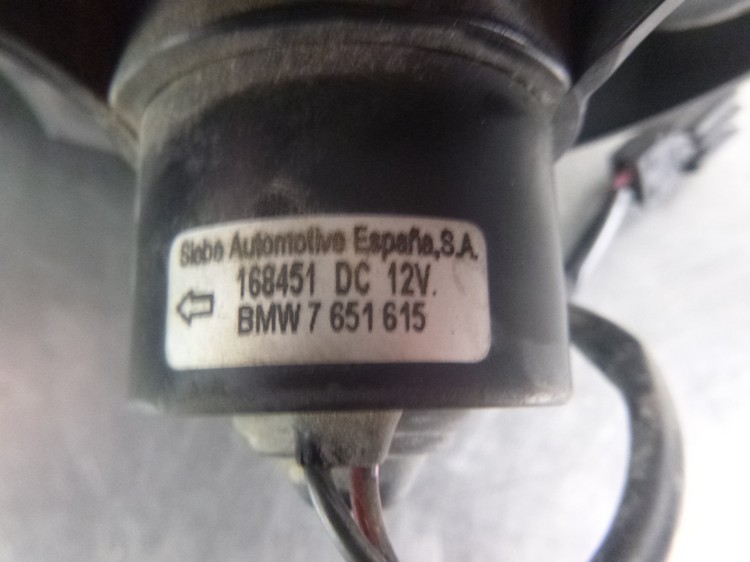 Siebe Automotive España,S.A.
168451 DC 12V.
BMW 7 651 615